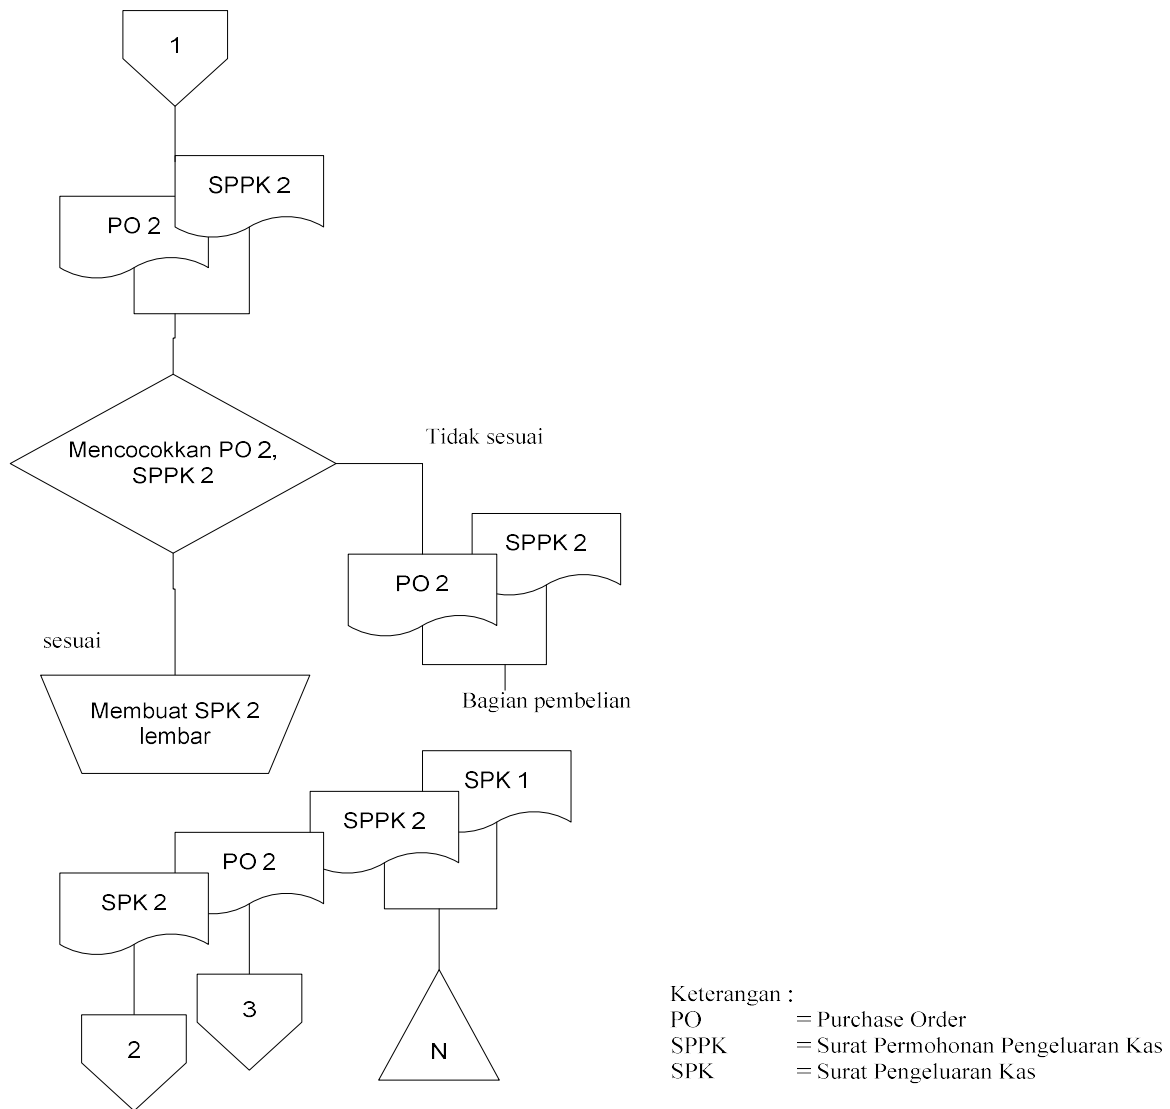 1
SPPK 2
PO 2
Mencocokkan PO 2,
SPPK 2
Tidak sesuai
SPPK 2
PO 2
sesuai
Bagian pembelian
Membuat SPK 2
lembar
SPK 1
SPPK 2
PO 2
SPK 2
3
2
N
Keterangan :
PO = Purchase Order
SPPK = Surat Permohonan Pengeluaran Kas
SPK = Surat Pengeluaran Kas